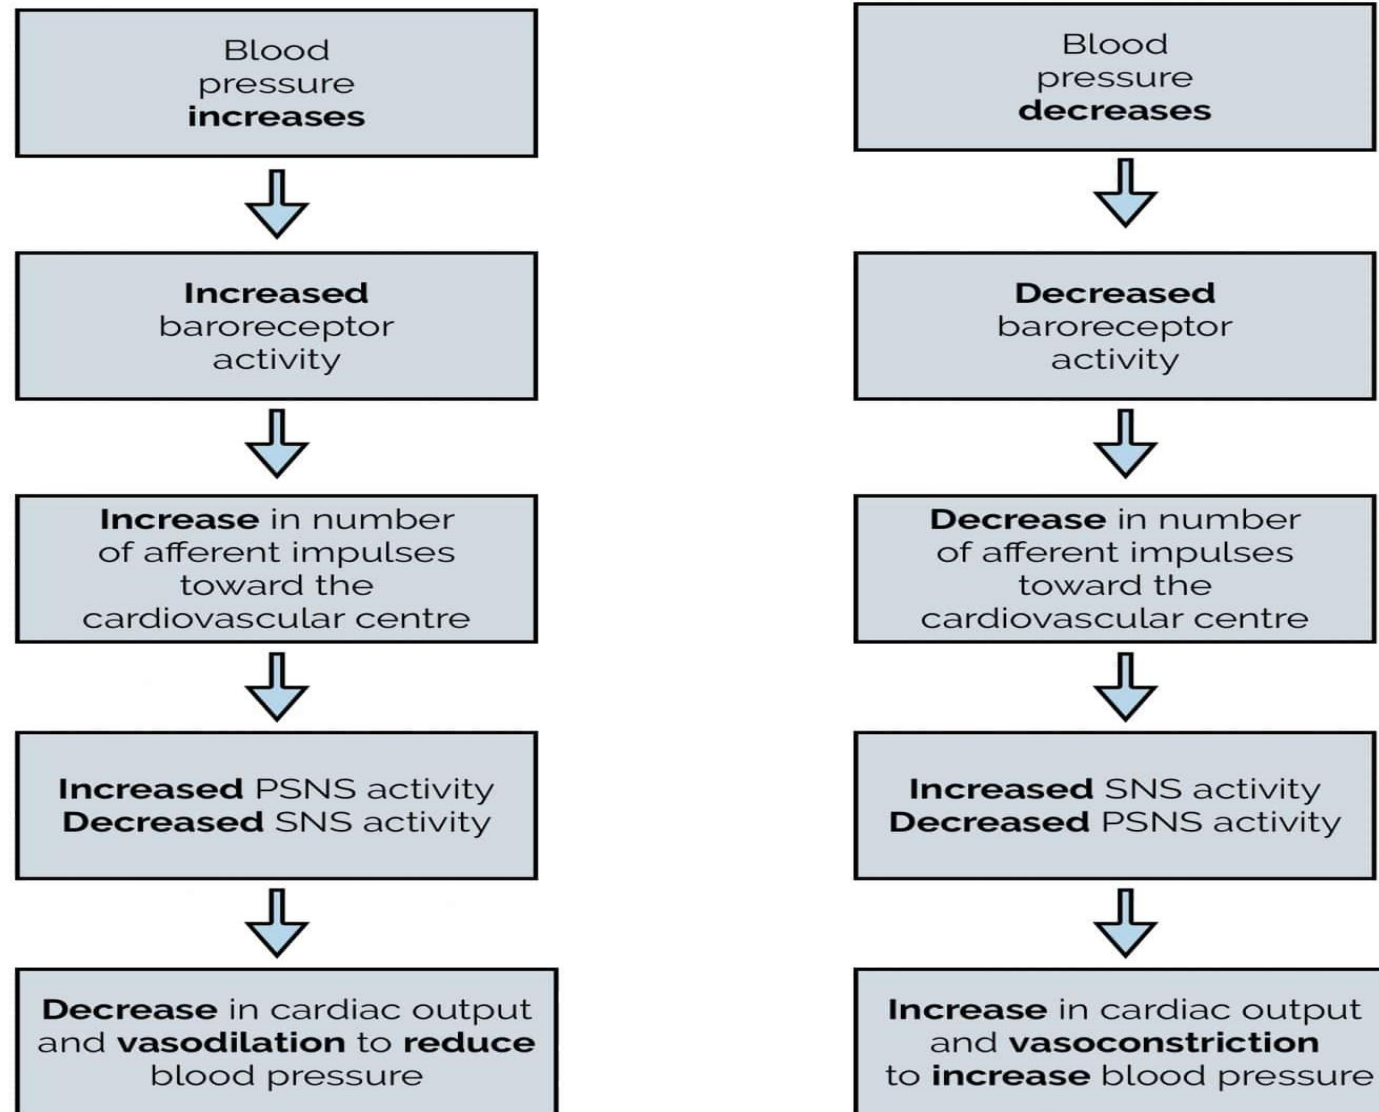 Blood
pressure
increases
Increased
baroreceptor
activity
Increase in number
of afferent impulses
toward the
cardiovascular centre
Increased PSNS activity
Decreased SNS activity
Decrease in cardiac output
and vasodilation to reduce
blood pressure
Blood
pressure
decreases
Decreased
baroreceptor
activity
Decrease in number
of afferent impulses
toward the
cardiovascular centre
Increased SNS activity
Decreased PSNS activity
Increase in cardiac output
and vasoconstriction
to increase blood pressure